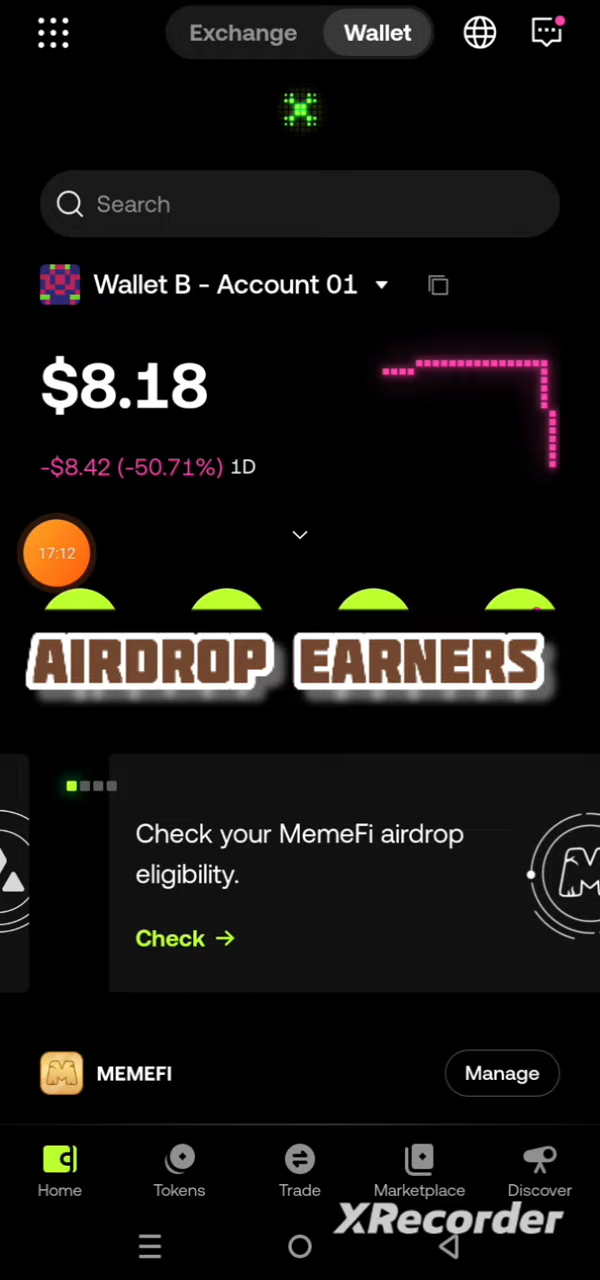 Exchange Wallet
Search
Wallet B - Account 01
$8.18
-$8.42 (-50.71%) 1D
17:12
AIRDROP EARNERS
Check your MemeFi airdrop
eligibility.
Check →
MEMEFI Manage
Home Tokens Trade Marketplace Discover
XRecorder